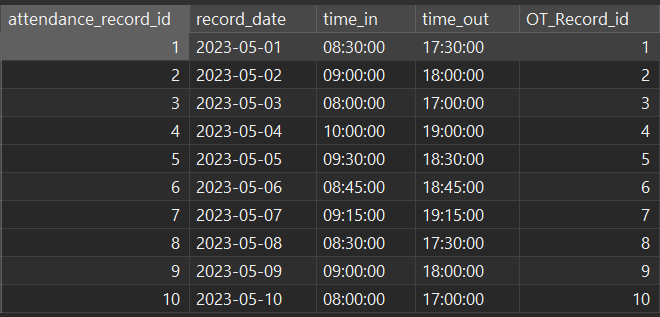 attendance_record_id record_date time_in time_out OT_Record_id
1 2023-05-01 08:30:00 17:30:00 1
2 2023-05-02 09:00:00 18:00:00 2
3 2023-05-03 08:00:00 17:00:00 3
4 2023-05-04 10:00:00 19:00:00 4
5 2023-05-05 09:30:00 18:30:00 5
6 2023-05-06 08:45:00 18:45:00 6
7 2023-05-07 09:15:00 19:15:00 7
8 2023-05-08 08:30:00 17:30:00 8
9 2023-05-09 09:00:00 18:00:00 9
10 2023-05-10 08:00:00 17:00:00 10